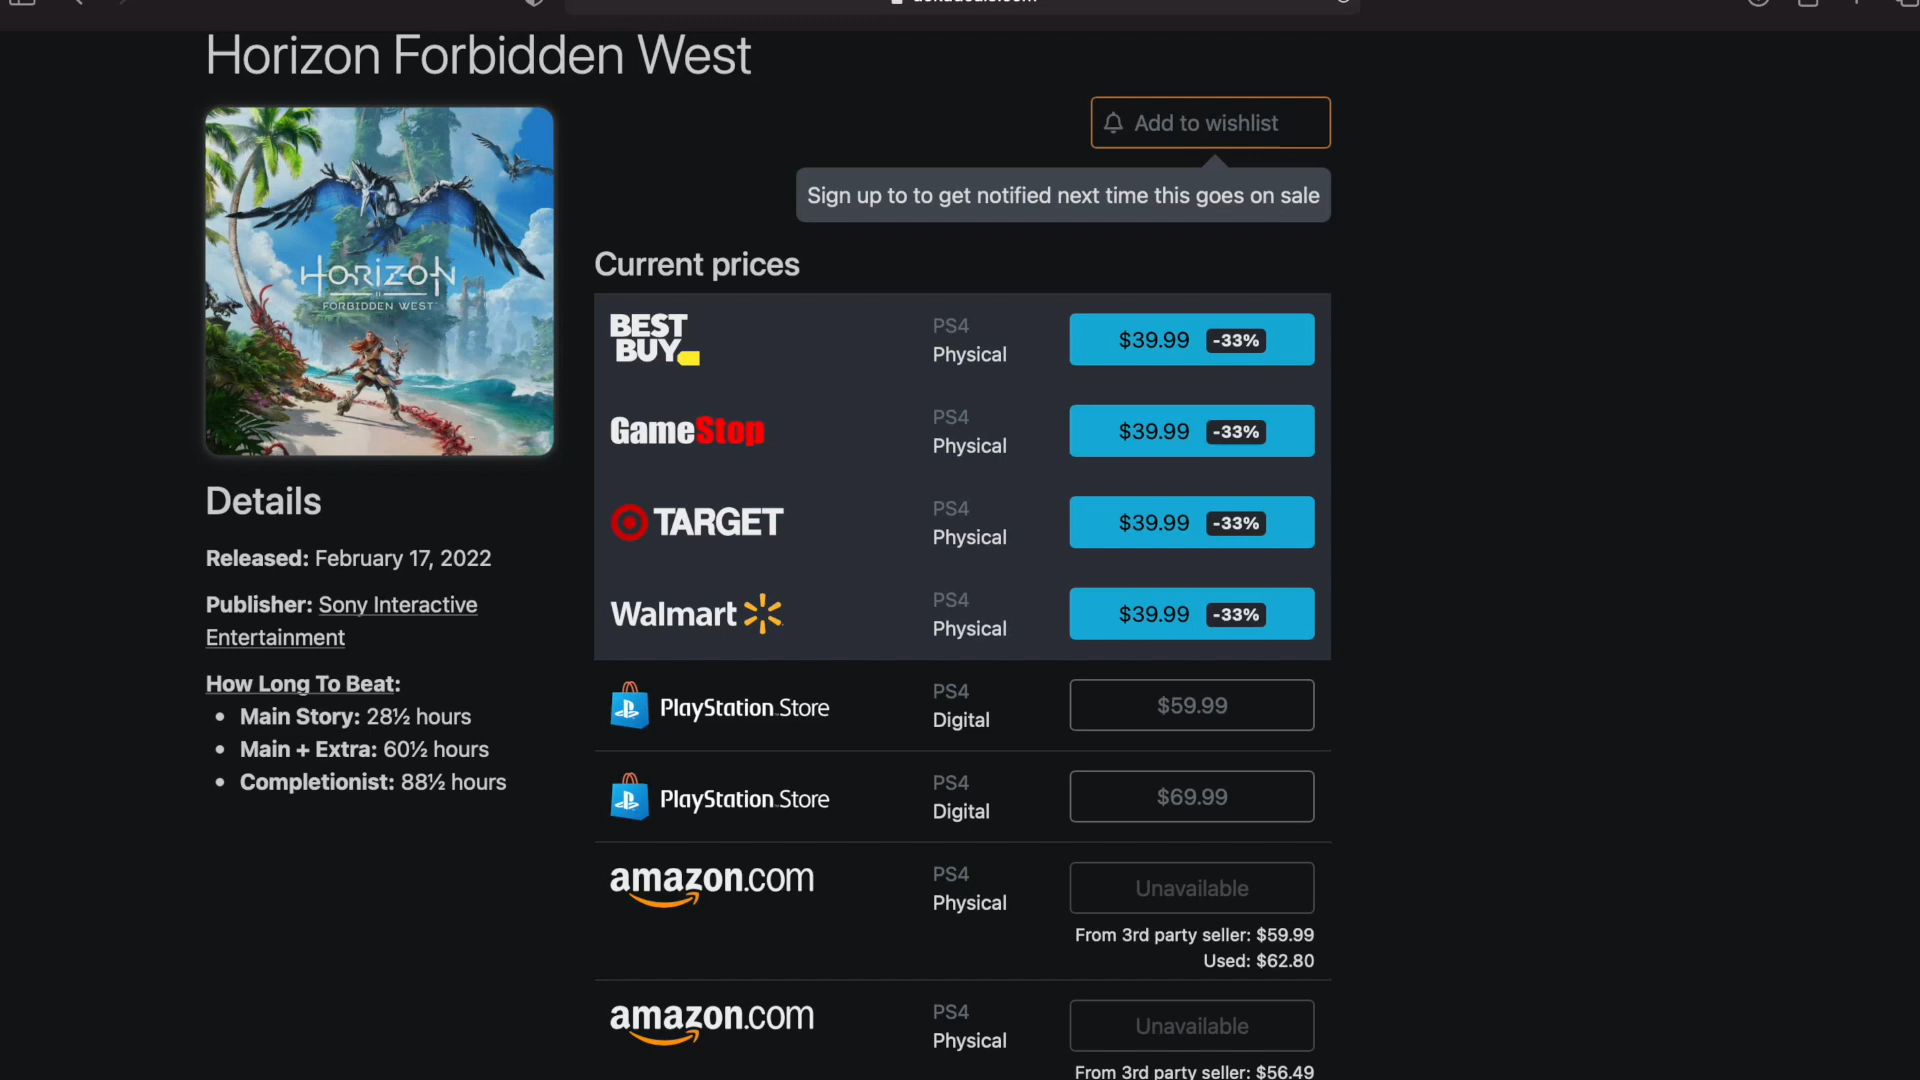 Horizon Forbidden West
Add to wishlist
Sign up to to get notified next time this goes on sale
HORIZON
FORBIDDEN WEST
Current prices
BEST
BUY
PS4
Physical
$39.99 -33%
GameStop
PS4
Physical
$39.99 -33%
TARGET
PS4
Physical
$39.99 -33%
Walmart
PS4
Physical
$39.99 -33%
PlayStation Store
PS4
Digital
$59.99
PlayStation Store
PS4
Digital
$69.99
amazon.com
PS4
Physical
Unavailable
From 3rd party seller: $59.99
Used: $62.80
amazon.com
PS4
Physical
Unavailable
From 3rd party seller: $56.49
Details
Released: February 17, 2022
Publisher: Sony Interactive
Entertainment
How Long To Beat:
• Main Story: 28½ hours
• Main + Extra: 60½ hours
• Completionist: 88½ hours